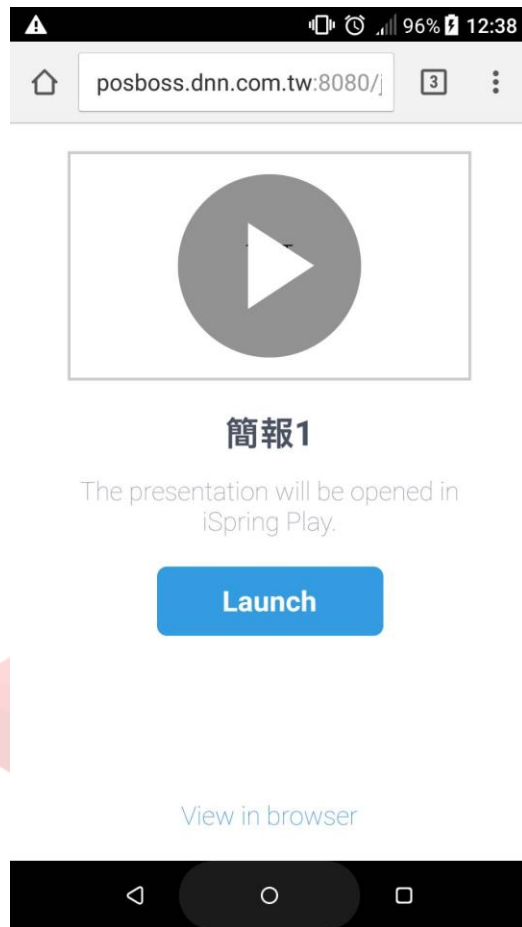 96% 12:38
posboss.dnn.com.tw:8080/j
3
簡報1
The presentation will be opened in
iSpring Play.
Launch
View in browser